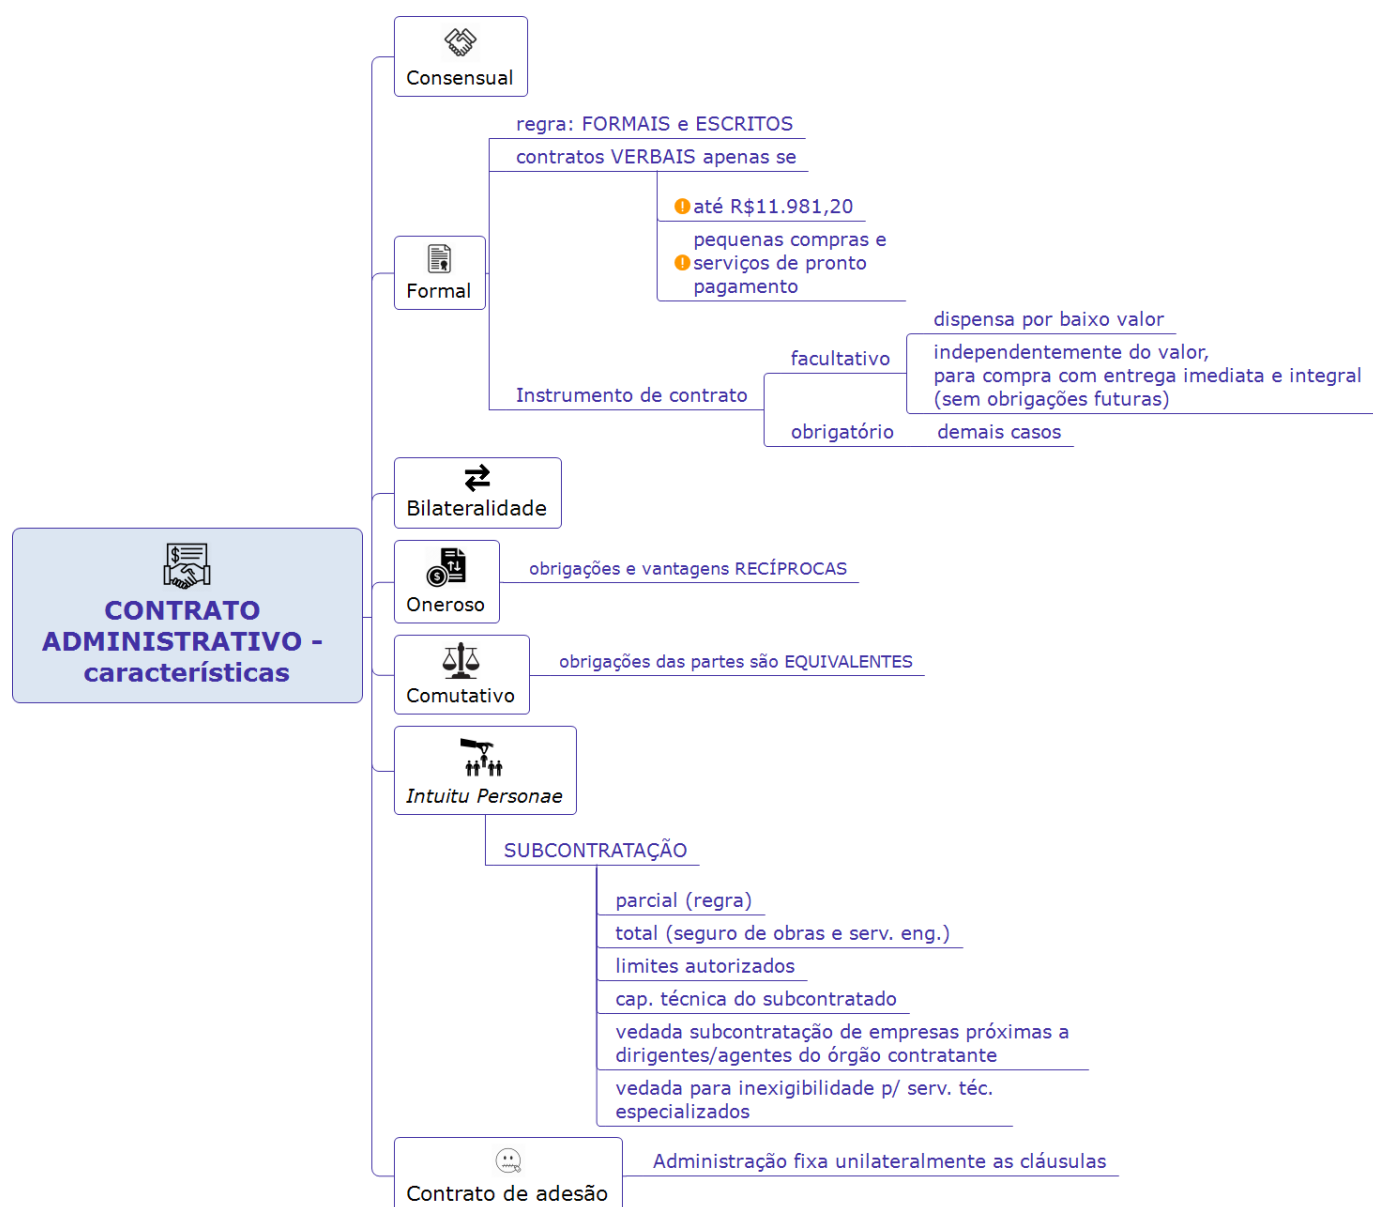 Consensual
regra: FORMAIS e ESCRITOS
contratos VERBAIS apenas se
até R$11.981,20
pequenas compras e
serviços de pronto
pagamento
Formal
dispensa por baixo valor
facultativo
independentemente do valor,
para compra com entrega imediata e integral
(sem obrigações futuras)
Instrumento de contrato
obrigatório
demais casos
Bilateralidade
CONTRATO
ADMINISTRATIVO -
características
obrigações e vantagens RECÍPROCAS
Oneroso
obrigações das partes são EQUIVALENTES
Comutativo
Intuitu Personae
SUBCONTRATAÇÃO
parcial (regra)
total (seguro de obras e serv. eng.)
limites autorizados
cap. técnica do subcontratado
vedada subcontratação de empresas próximas a
dirigentes/agentes do órgão contratante
vedada para inexigibilidade p/ serv. téc.
especializados
Administração fixa unilateralmente as cláusulas
Contrato de adesão